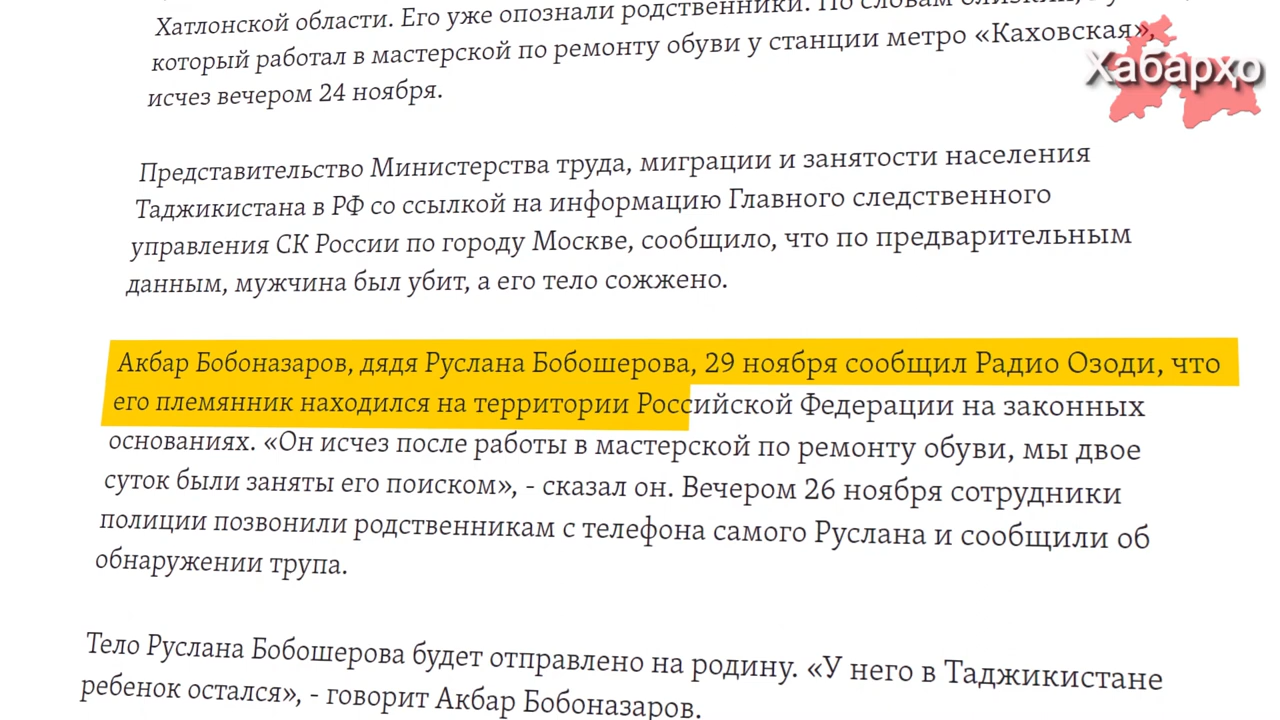 Хатлонской области. Его уже опознали родственники. По словам
который работал в мастерской по ремонту обуви у станции метро «Каховская»,
исчез вечером 24 ноября.
Хабарҳо
Представительство Министерства труда, миграции и занятости населения
Таджикистана в РФ со ссылкой на информацию Главного следственного
управления СК России по городу Москве, сообщило, что по предварительным
данным, мужчина был убит, а его тело сожжено.
Акбар Бобоназаров, дядя Руслана Бобошерова, 29 ноября сообщил Радио Озоди, что
его племянник находился на территории Российской Федерации на законных
основаниях. «Он исчез после работы в мастерской по ремонту обуви, мы двое
суток были заняты его поиском», - сказал он. Вечером 26 ноября сотрудники
полиции позвонили родственникам с телефона самого Руслана и сообщили об
обнаружении трупа.
Тело Руслана Бобошерова будет отправлено на родину. «У него в Таджикистане
ребенок остался», - говорит Акбар Бобоназаров.